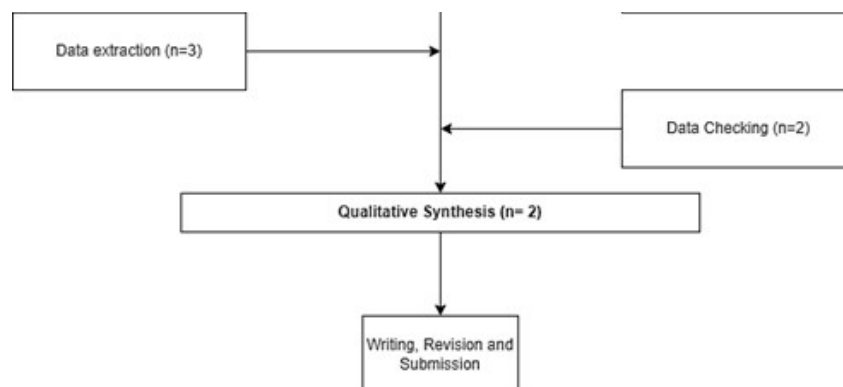 Data extraction (n=3)
Data Checking (n=2)
Qualitative Synthesis (n= 2)
Writing, Revision and
Submission